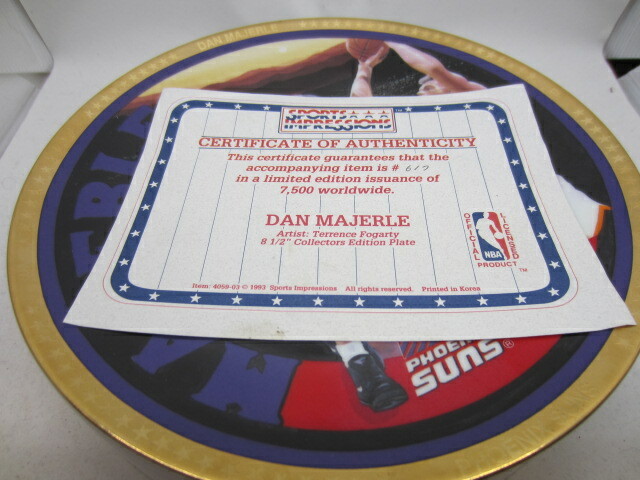 DAN MAJERLE
SPORTS
IMPRESSIONS™
CERTIFICATE OF AUTHENTICITY
This certificate guarantees that the
accompanying item is # 617
in a limited edition issuance of
7,500 worldwide.
DAN MAJERLE
Artist: Terrence Fogarty
8 1/2" Collectors Edition Plate
OFFICIAL
LICENSED
NBA
PRODUCT™
Item: 4059-03 © 1993 Sports Impressions All rights reserved. Printed in Korea
PHOENIX
SUNS®